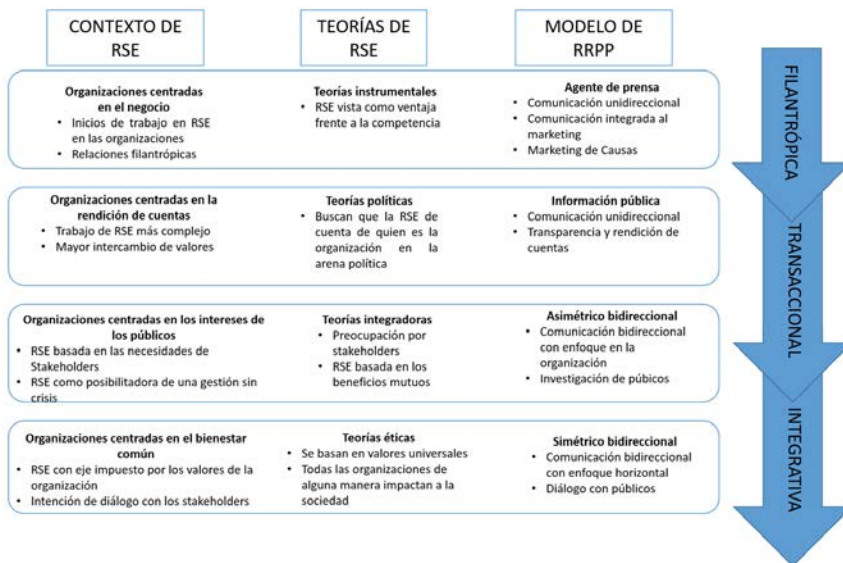 CONTEXTO DE
RSE
TEORÍAS DE
RSE
MODELO DE
RRPP
Organizaciones centradas
en el negocio
• Inicios de trabajo en RSE
en las organizaciones
• Relaciones filantrópicas
Teorías instrumentales
• RSE vista como ventaja
frente a la competencia
Agente de prensa
• Comunicación unidireccional
• Comunicación integrada al
marketing
• Marketing de Causas
Organizaciones centradas en la
rendición de cuentas
• Trabajo de RSE más complejo
• Mayor intercambio de valores
Teorías políticas
• Buscan que la RSE de
cuenta de quien es la
organización en la
arena política
Información pública
• Comunicación unidireccional
• Transparencia y rendición de
cuentas
Organizaciones centradas en los intereses de
los públicos
• RSE basada en las necesidades de
Stakeholders
• RSE como posibilitadora de una gestión sin
crisis
Teorías integradoras
• Preocupación por
stakeholders
• RSE basada en los
beneficios mutuos
Asimétrico bidireccional
• Comunicación bidireccional
con enfoque en la
organización
• Investigación de púbicos
Organizaciones centradas en el bienestar
común
• RSE con eje impuesto por los valores de la
organización
• Intención de diálogo con los stakeholders
Teorías éticas
• Se basan en valores universales
• Todas las organizaciones de
alguna manera impactan a la
sociedad
Simétrico bidireccional
• Comunicación bidireccional
con enfoque horizontal
• Diálogo con públicos
FILANTRÓPICA
TRANSACCIONAL
INTEGRATIVA